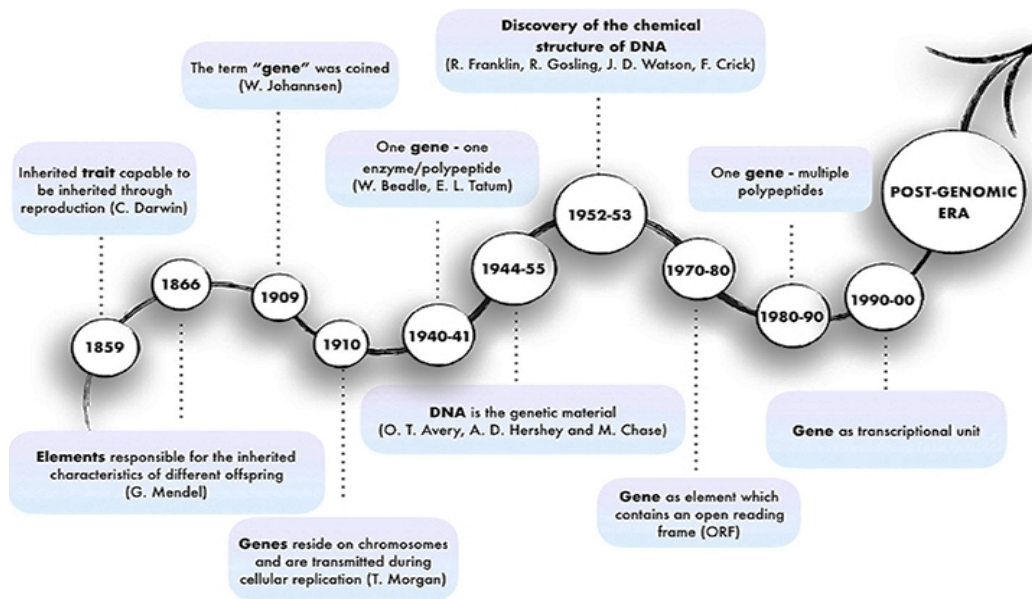 Discovery of the chemical
structure of DNA
(R. Franklin, R. Gosling, J. D. Watson, F. Crick)
The term "gene" was coined
(W. Johannsen)
One gene - one
enzyme/polypeptide
(W. Beadle, E. L. Tatum)
Inherited trait capable to
be inherited through
reproduction (C. Darwin)
One gene - multiple
polypeptides
POST-GENOMIC
ERA
1859
1866
1909
1910
1940-41
1944-55
1952-53
1970-80
1980-90
1990-00
Elements responsible for the inherited
characteristics of different offspring
(G. Mendel)
Genes reside on chromosomes
and are transmitted during
cellular replication (T. Morgan)
DNA is the genetic material
(O. T. Avery, A. D. Hershey and M. Chase)
Gene as element which
contains an open reading
frame (ORF)
Gene as transcriptional unit